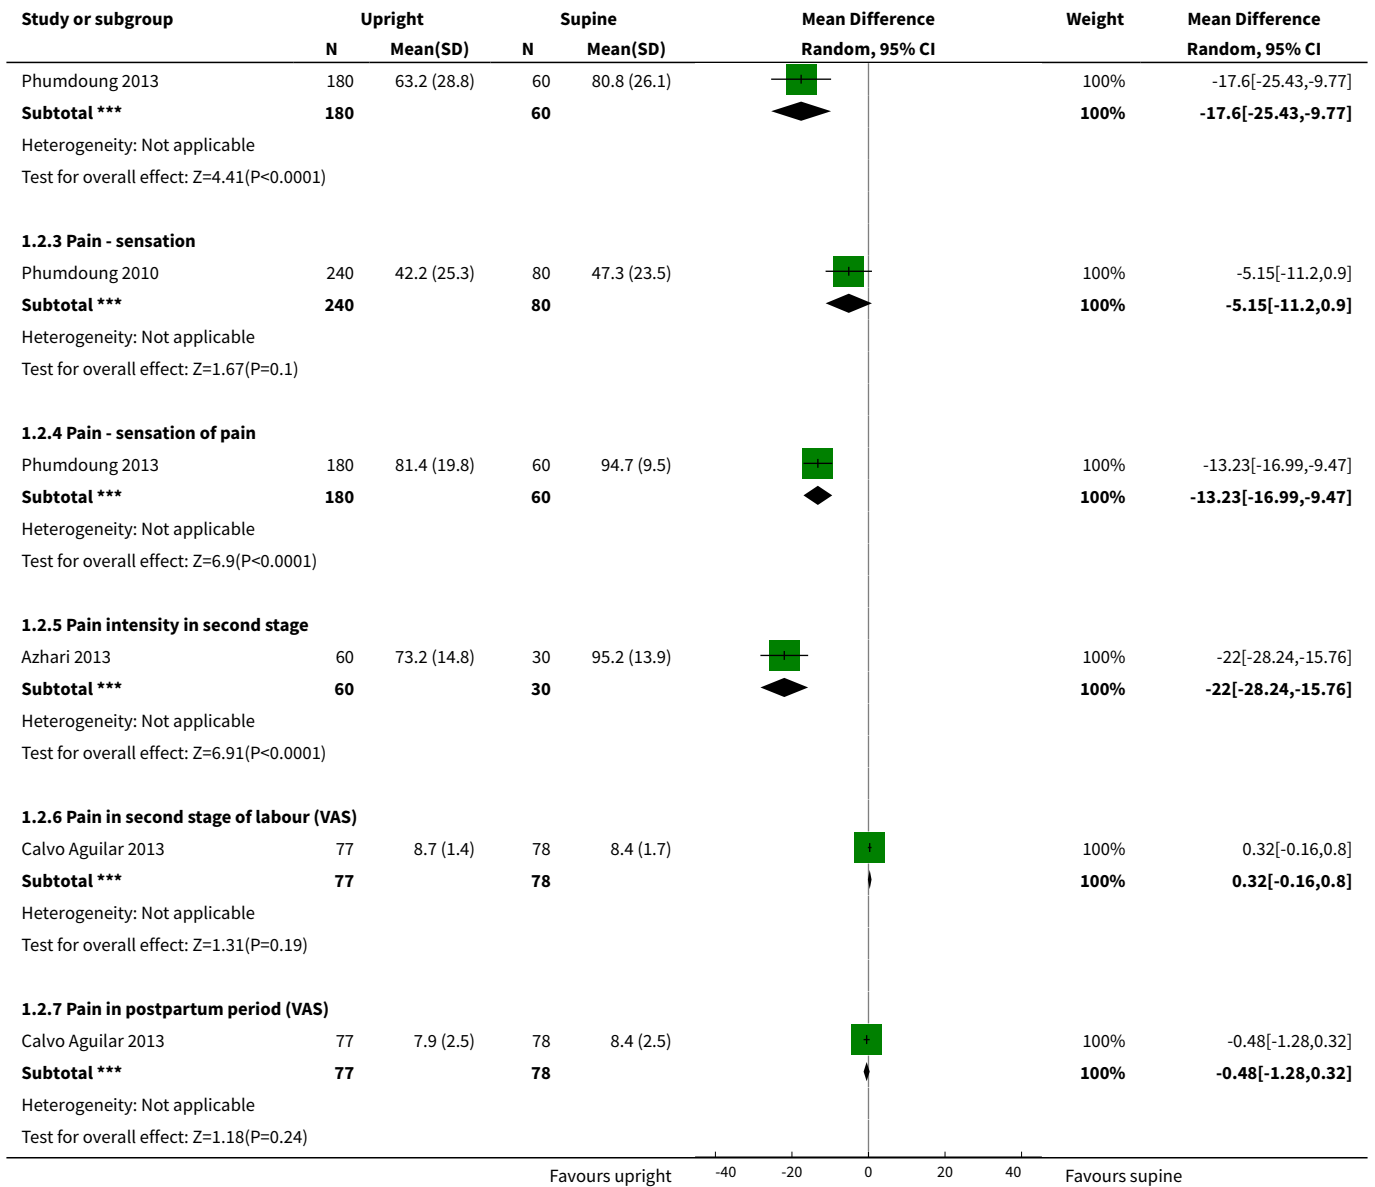 Study or subgroup Upright Supine Mean Difference Weight Mean Difference
N Mean(SD) N Mean(SD) Random, 95% CI Random, 95% CI
Phumdoung 2013 180 63.2 (28.8) 60 80.8 (26.1) 100% -17.6[-25.43,-9.77]
Subtotal *** 180 60 100% -17.6[-25.43,-9.77]
Heterogeneity: Not applicable
Test for overall effect: Z=4.41(P<0.0001)
1.2.3 Pain - sensation
Phumdoung 2010 240 42.2 (25.3) 80 47.3 (23.5) 100% -5.15[-11.2,0.9]
Subtotal *** 240 80 100% -5.15[-11.2,0.9]
Heterogeneity: Not applicable
Test for overall effect: Z=1.67(P=0.1)
1.2.4 Pain - sensation of pain
Phumdoung 2013 180 81.4 (19.8) 60 94.7 (9.5) 100% -13.23[-16.99,-9.47]
Subtotal *** 180 60 100% -13.23[-16.99,-9.47]
Heterogeneity: Not applicable
Test for overall effect: Z=6.9(P<0.0001)
1.2.5 Pain intensity in second stage
Azhari 2013 60 73.2 (14.8) 30 95.2 (13.9) 100% -22[-28.24,-15.76]
Subtotal *** 60 30 100% -22[-28.24,-15.76]
Heterogeneity: Not applicable
Test for overall effect: Z=6.91(P<0.0001)
1.2.6 Pain in second stage of labour (VAS)
Calvo Aguilar 2013 77 8.7 (1.4) 78 8.4 (1.7) 100% 0.32[-0.16,0.8]
Subtotal *** 77 78 100% 0.32[-0.16,0.8]
Heterogeneity: Not applicable
Test for overall effect: Z=1.31(P=0.19)
1.2.7 Pain in postpartum period (VAS)
Calvo Aguilar 2013 77 7.9 (2.5) 78 8.4 (2.5) 100% -0.48[-1.28,0.32]
Subtotal *** 77 78 100% -0.48[-1.28,0.32]
Heterogeneity: Not applicable
Test for overall effect: Z=1.18(P=0.24)
Favours upright -40 -20 0 20 40 Favours supine